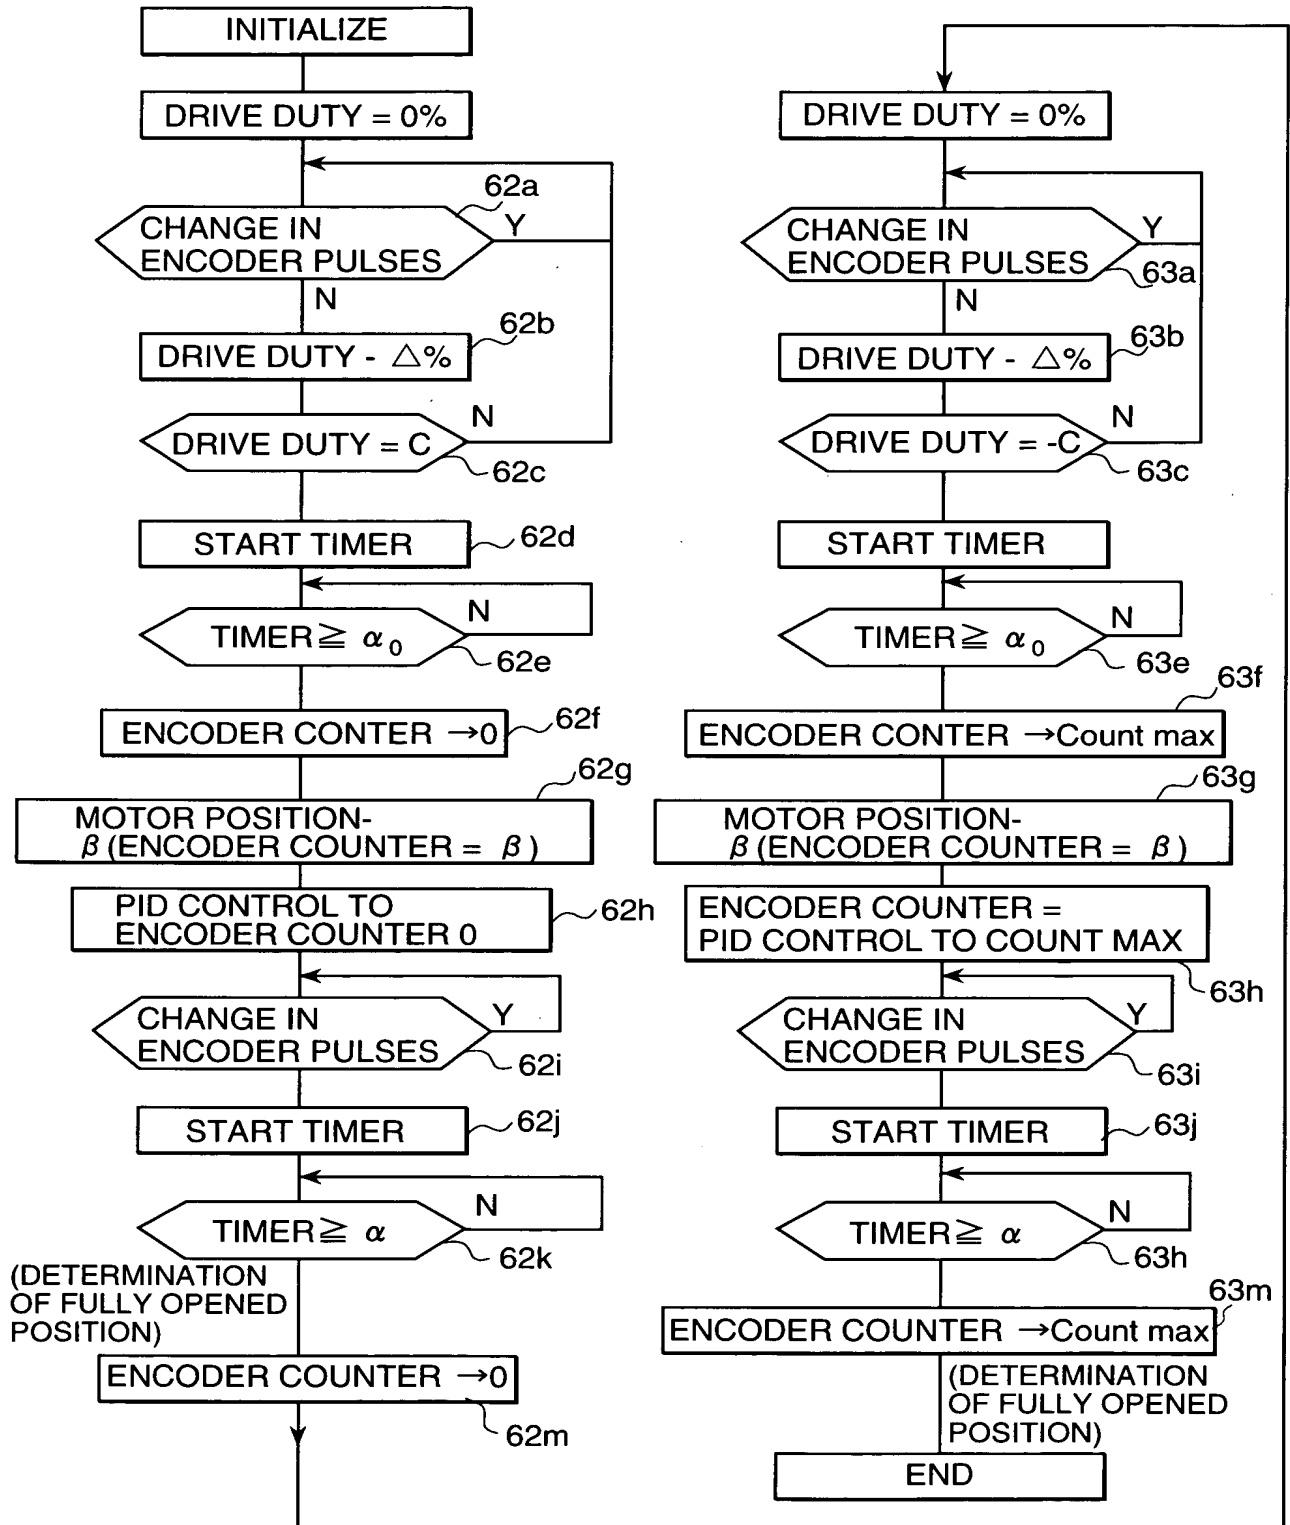 INITIALIZE
DRIVE DUTY = 0%
62a
CHANGE IN
ENCODER PULSES
Y
N
62b
DRIVE DUTY - △%
N
DRIVE DUTY = C
62c
START TIMER
62d
N
TIMER ≧ α0
62e
ENCODER CONTER →0
62f
62g
MOTOR POSITION-
β (ENCODER COUNTER = β)
PID CONTROL TO
ENCODER COUNTER 0
62h
CHANGE IN
ENCODER PULSES
Y
62i
START TIMER
62j
N
TIMER ≧ α
62k
(DETERMINATION
OF FULLY OPENED
POSITION)
ENCODER COUNTER →0
62m
DRIVE DUTY = 0%
CHANGE IN
ENCODER PULSES
Y
63a
N
63b
DRIVE DUTY - △%
N
DRIVE DUTY = -C
63c
START TIMER
N
TIMER ≧ α0
63e
63f
ENCODER CONTER →Count max
63g
MOTOR POSITION-
β (ENCODER COUNTER = β)
ENCODER COUNTER =
PID CONTROL TO COUNT MAX
63h
CHANGE IN
ENCODER PULSES
Y
63i
START TIMER
63j
N
TIMER ≧ α
63h
63m
ENCODER COUNTER →Count max
(DETERMINATION
OF FULLY OPENED
POSITION)
END